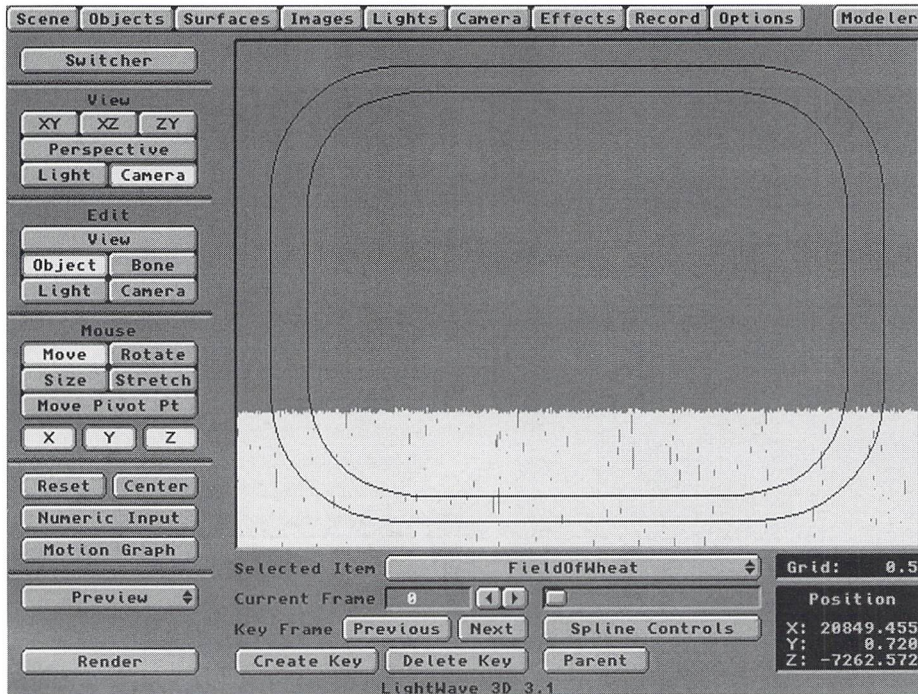 Scene Objects Surfaces Images Lights Camera Effects Record Options Modeler
Switcher
View
XY XZ ZY
Perspective
Light Camera
Edit
View
Object Bone
Light Camera
Mouse
Move Rotate
Size Stretch
Move Pivot Pt
X Y Z
Reset Center
Numeric Input
Motion Graph
Preview
Render
Selected Item FieldOfWheat
Current Frame 0
Key Frame Previous Next Spline Controls
Create Key Delete Key Parent
LightWave 3D 3.1
Grid: 0.5
Position
X: 20849.455
Y: 0.720
Z: -7262.572